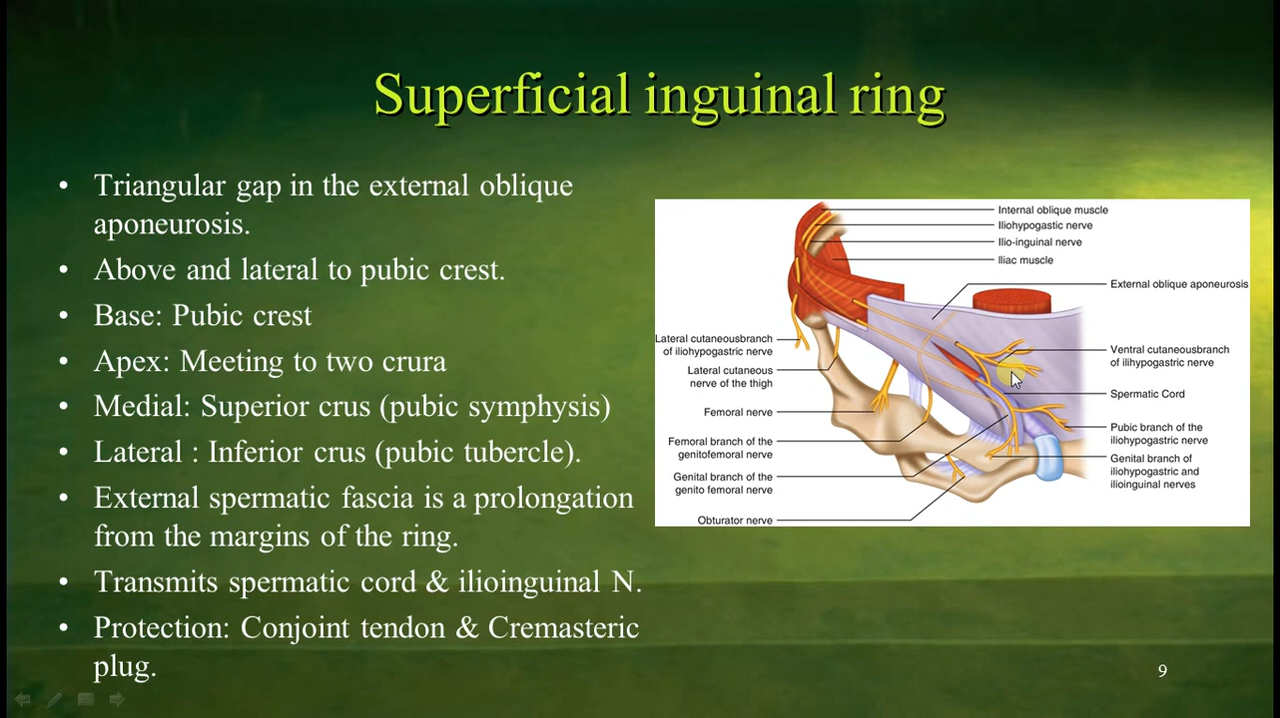 Superficial inguinal ring
• Triangular gap in the external oblique
aponeurosis.
• Above and lateral to pubic crest.
• Base: Pubic crest
• Apex: Meeting to two crura
• Medial: Superior crus (pubic symphysis)
• Lateral : Inferior crus (pubic tubercle).
• External spermatic fascia is a prolongation
from the margins of the ring.
• Transmits spermatic cord & ilioinguinal N.
• Protection: Conjoint tendon & Cremasteric
plug.
Internal oblique muscle
Iliohypogastic nerve
Ilio-inguinal nerve
Iliac muscle
External oblique aponeurosis
Lateral cutaneousbranch
of iliohypogastric nerve
Lateral cutaneous
nerve of the thigh
Femoral nerve
Femoral branch of the
genitofemoral nerve
Genital branch of the
genito femoral nerve
Obturator nerve
Ventral cutaneousbranch
of ilihypogastric nerve
Spermatic Cord
Pubic branch of the
iliohypogastric nerve
Genital branch of
iliohypogastric and
ilioinguinal nerves
9